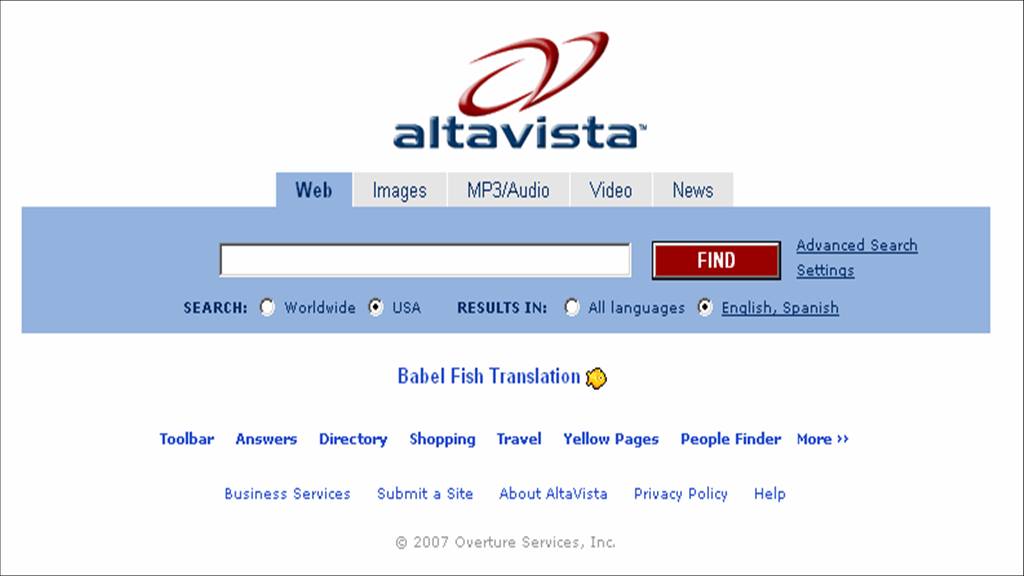 altavista™
Web Images MP3/Audio Video News
FIND Advanced Search
Settings
SEARCH: Worldwide USA RESULTS IN: All languages English, Spanish
Babel Fish Translation
Toolbar Answers Directory Shopping Travel Yellow Pages People Finder More ››
Business Services Submit a Site About AltaVista Privacy Policy Help
© 2007 Overture Services, Inc.